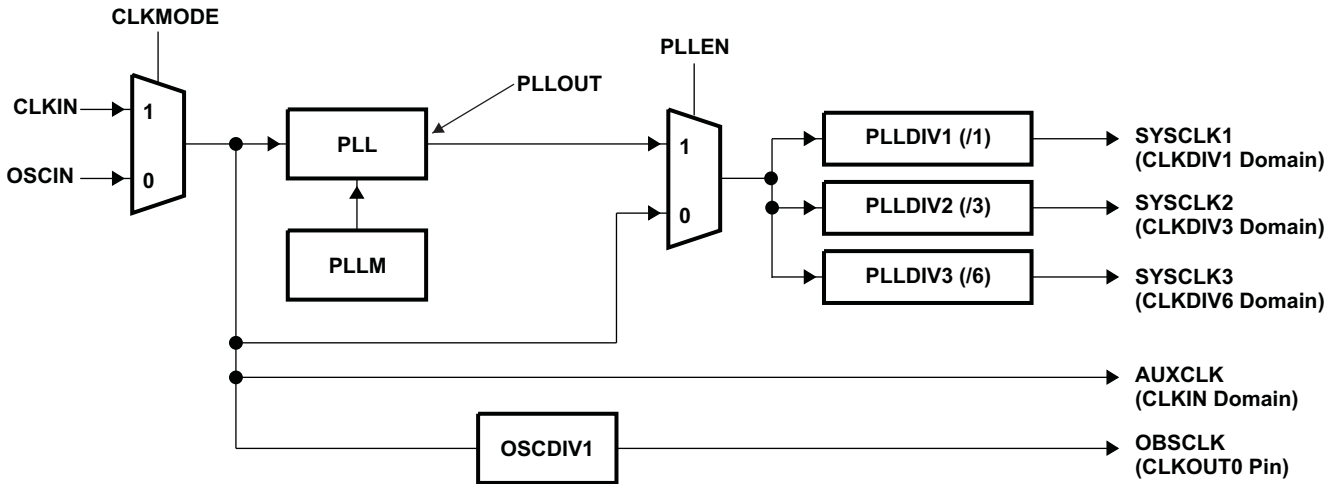 CLKMODE
PLLEN
PLLOUT
CLKIN
1
OSCIN
0
PLL
PLLM
1
0
PLLDIV1 (/1)
SYSCLK1
(CLKDIV1 Domain)
PLLDIV2 (/3)
SYSCLK2
(CLKDIV3 Domain)
PLLDIV3 (/6)
SYSCLK3
(CLKDIV6 Domain)
AUXCLK
(CLKIN Domain)
OSCDIV1
OBSCLK
(CLKOUT0 Pin)